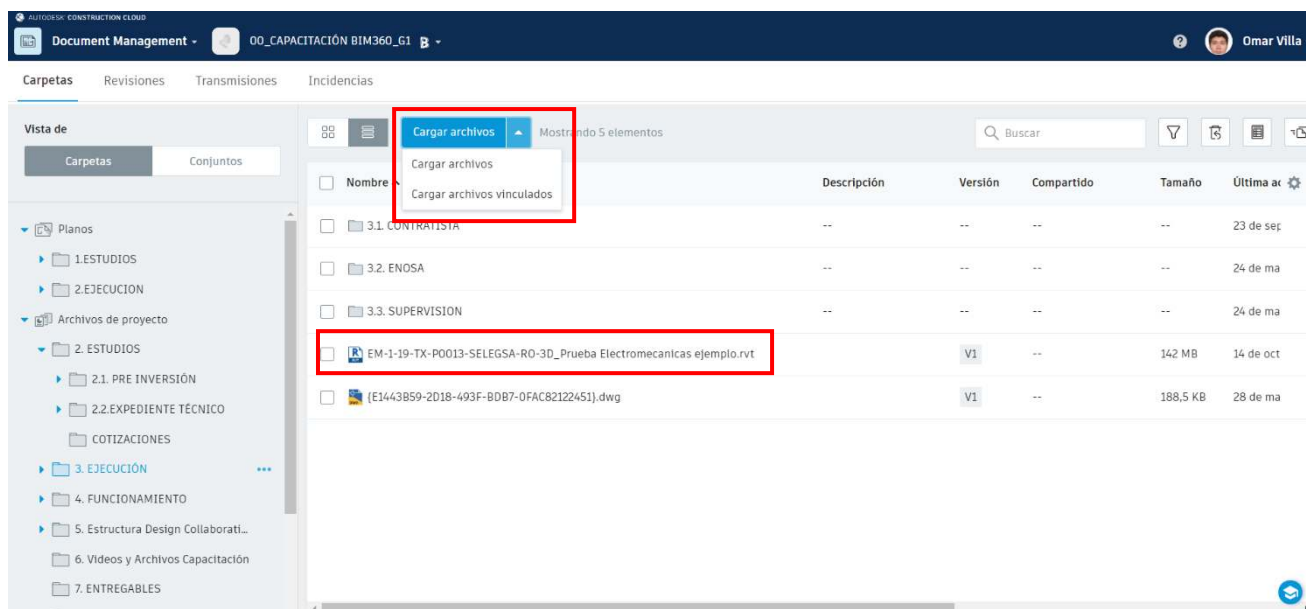 AUTODESK CONSTRUCTION CLOUD
Document Management 00_CAPACITACIÓN BIM360_G1 Omar Villa
Carpetas Revisiones Transmisiones Incidencias
Vista de
Carpetas Conjuntos
Planos
1.ESTUDIOS
2.EJECUCION
Archivos de proyecto
2. ESTUDIOS
2.1. PRE INVERSIÓN
2.2.EXPEDIENTE TÉCNICO
COTIZACIONES
3. EJECUCIÓN
4. FUNCIONAMIENTO
5. Estructura Design Collaborati...
6. Videos y Archivos Capacitación
7. ENTREGABLES
Cargar archivos Mostrando 5 elementos Buscar
Cargar archivos
Cargar archivos vinculados
Nombre Descripción Versión Compartido Tamaño Última ac
3.1. CONTRATISTA -- -- -- -- 23 de sep
3.2. ENOSA -- -- -- -- 24 de ma
3.3. SUPERVISION -- -- -- -- 24 de ma
EM-1-19-TX-P0013-SELEGSA-RO-3D_Prueba Electromecanicas ejemplo.rvt V1 -- 142 MB 14 de oct
{E1443B59-2D18-493F-BDB7-0FAC82122451}.dwg V1 -- 188,5 KB 28 de ma